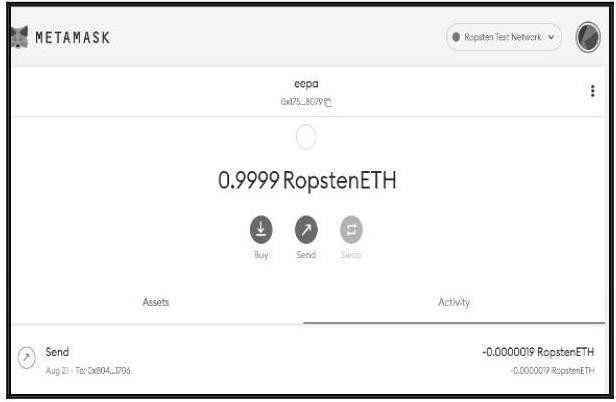 METAMASK
Ropsten Test Network
eepa
0x175...8079
0.9999 RopstenETH
Buy
Send
Swap
Assets
Activity
Send
-0.0000019 RopstenETH
Aug 21 · To: 0x804...1706
-0.0000019 RopstenETH